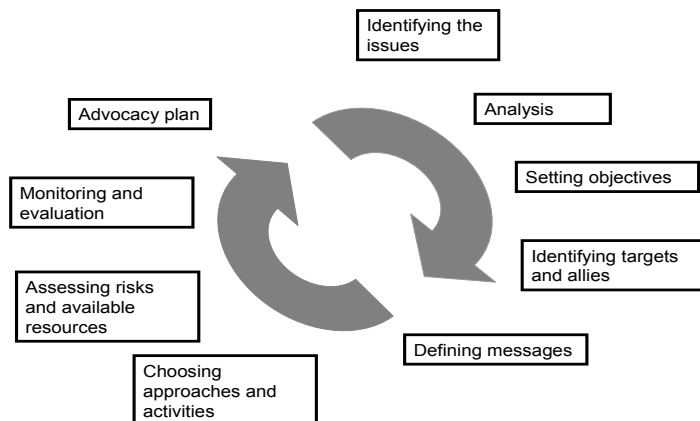 Identifying the
issues
Analysis
Setting objectives
Identifying targets
and allies
Defining messages
Choosing
approaches and
activities
Assessing risks
and available
resources
Monitoring and
evaluation
Advocacy plan